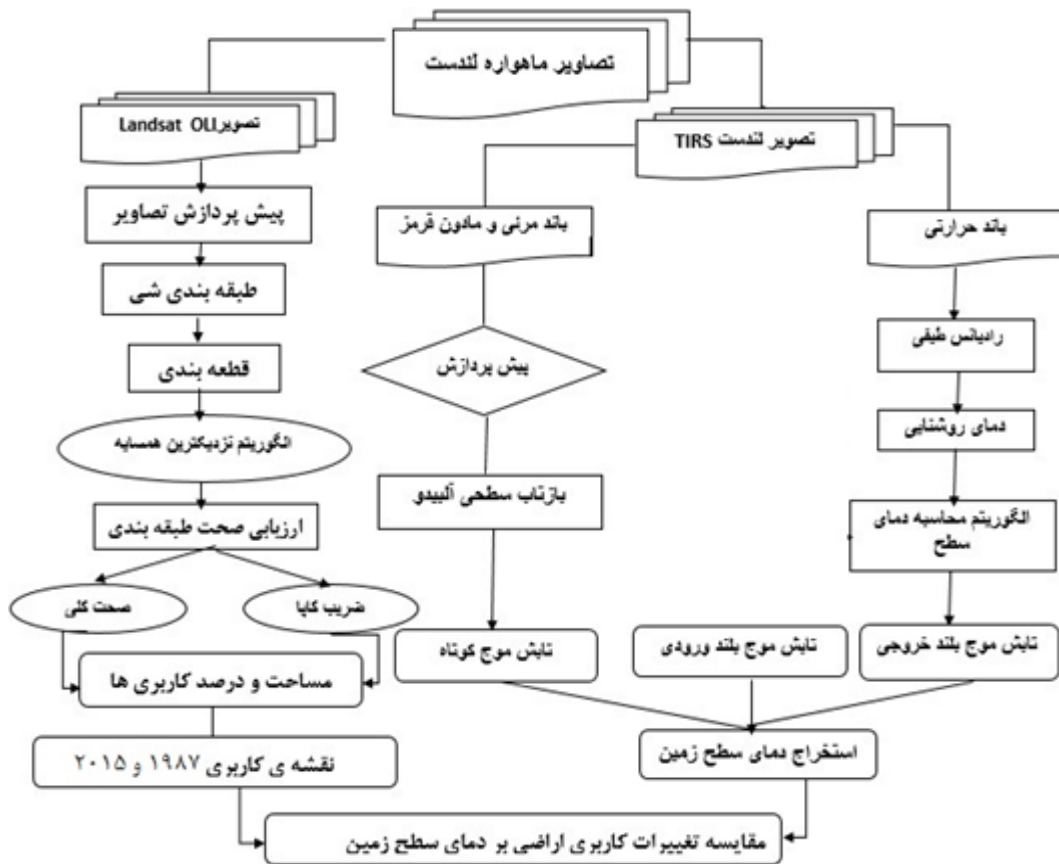 تصاویر ماهواره لندست
تصویر Landsat OLI
تصویر لندست TIRS
پیش پردازش تصاویر
باند مرئی و مادون قرمز
باند حرارتی
طبقه بندی شی
رادیانس طیفی
قطعه بندی
پیش پردازش
الگوریتم نزدیکترین همسایه
دمای روشنایی
بازتاب سطحی آلبیدو
ارزیابی صحت طبقه بندی
الگوریتم محاسبه دمای
سطح
صحت کلی
ضریب کاپا
تابش موج کوتاه
تابش موج بلند ورودی
تابش موج بلند خروجی
مساحت و درصد کاربری ها
نقشه ی کاربری ۱۹۸۷ و ۲۰۱۵
استخراج دمای سطح زمین
مقایسه تغییرات کاربری اراضی بر دمای سطح زمین